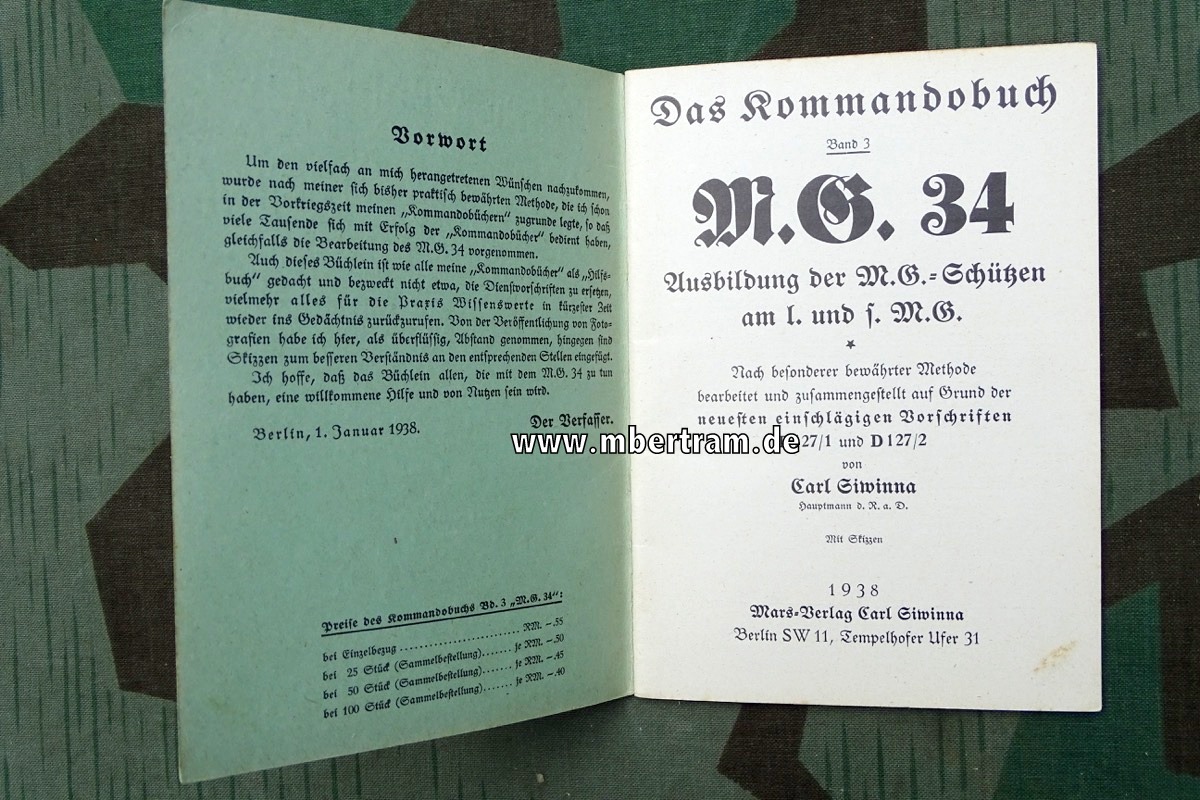 Vorwort
Um den vielfach an mich herangetretenen Wünschen nachzukommen,
wurde nach meiner sich bisher praktisch bewährten Methode, die ich schon
in der Vorkriegszeit meinen „Kommandobüchern“ zugrunde legte, so daß
viele Tausende sich mit Erfolg der „Kommandobücher“ bedient haben,
gleichfalls die Bearbeitung des M.G. 34 vorgenommen.
Auch dieses Büchlein ist wie alle meine „Kommandobücher“ als „Hilfs-
buch“ gedacht und bezweckt nicht etwa, die Dienstvorschriften zu ersetzen,
vielmehr alles für die Praxis Wissenswerte in kürzester Zeit
wieder ins Gedächtnis zurückzurufen. Von der Veröffentlichung von Foto-
grafien habe ich hier, als überflüssig, Abstand genommen, hingegen sind
Skizzen zum besseren Verständnis an den entsprechenden Stellen eingefügt.
Ich hoffe, daß das Büchlein allen, die mit dem M.G. 34 zu tun
haben, eine willkommene Hilfe und von Nutzen sein wird.
Der Verfasser.
Berlin, 1. Januar 1938.
Preise des Kommandobuchs Bd. 3 „M.G. 34“:
bei Einzelbezug ........................ RM. –.55
bei 25 Stück (Sammelbestellung)....... je RM. –.50
bei 50 Stück (Sammelbestellung)....... je RM. –.45
bei 100 Stück (Sammelbestellung)...... je RM. –.40
Das Kommandobuch
Band 3
M.G. 34
Ausbildung der M.G.=Schützen
am l. und s. M.G.
*
Nach besonderer bewährter Methode
bearbeitet und zusammengestellt auf Grund der
neuesten einschlägigen Vorschriften
27/1 und D 127/2
von
Carl Siwinna
Hauptmann d. R. a. D.
Mit Skizzen
1938
Mars=Verlag Carl Siwinna
Berlin SW 11, Tempelhofer Ufer 31
www.mbertram.de